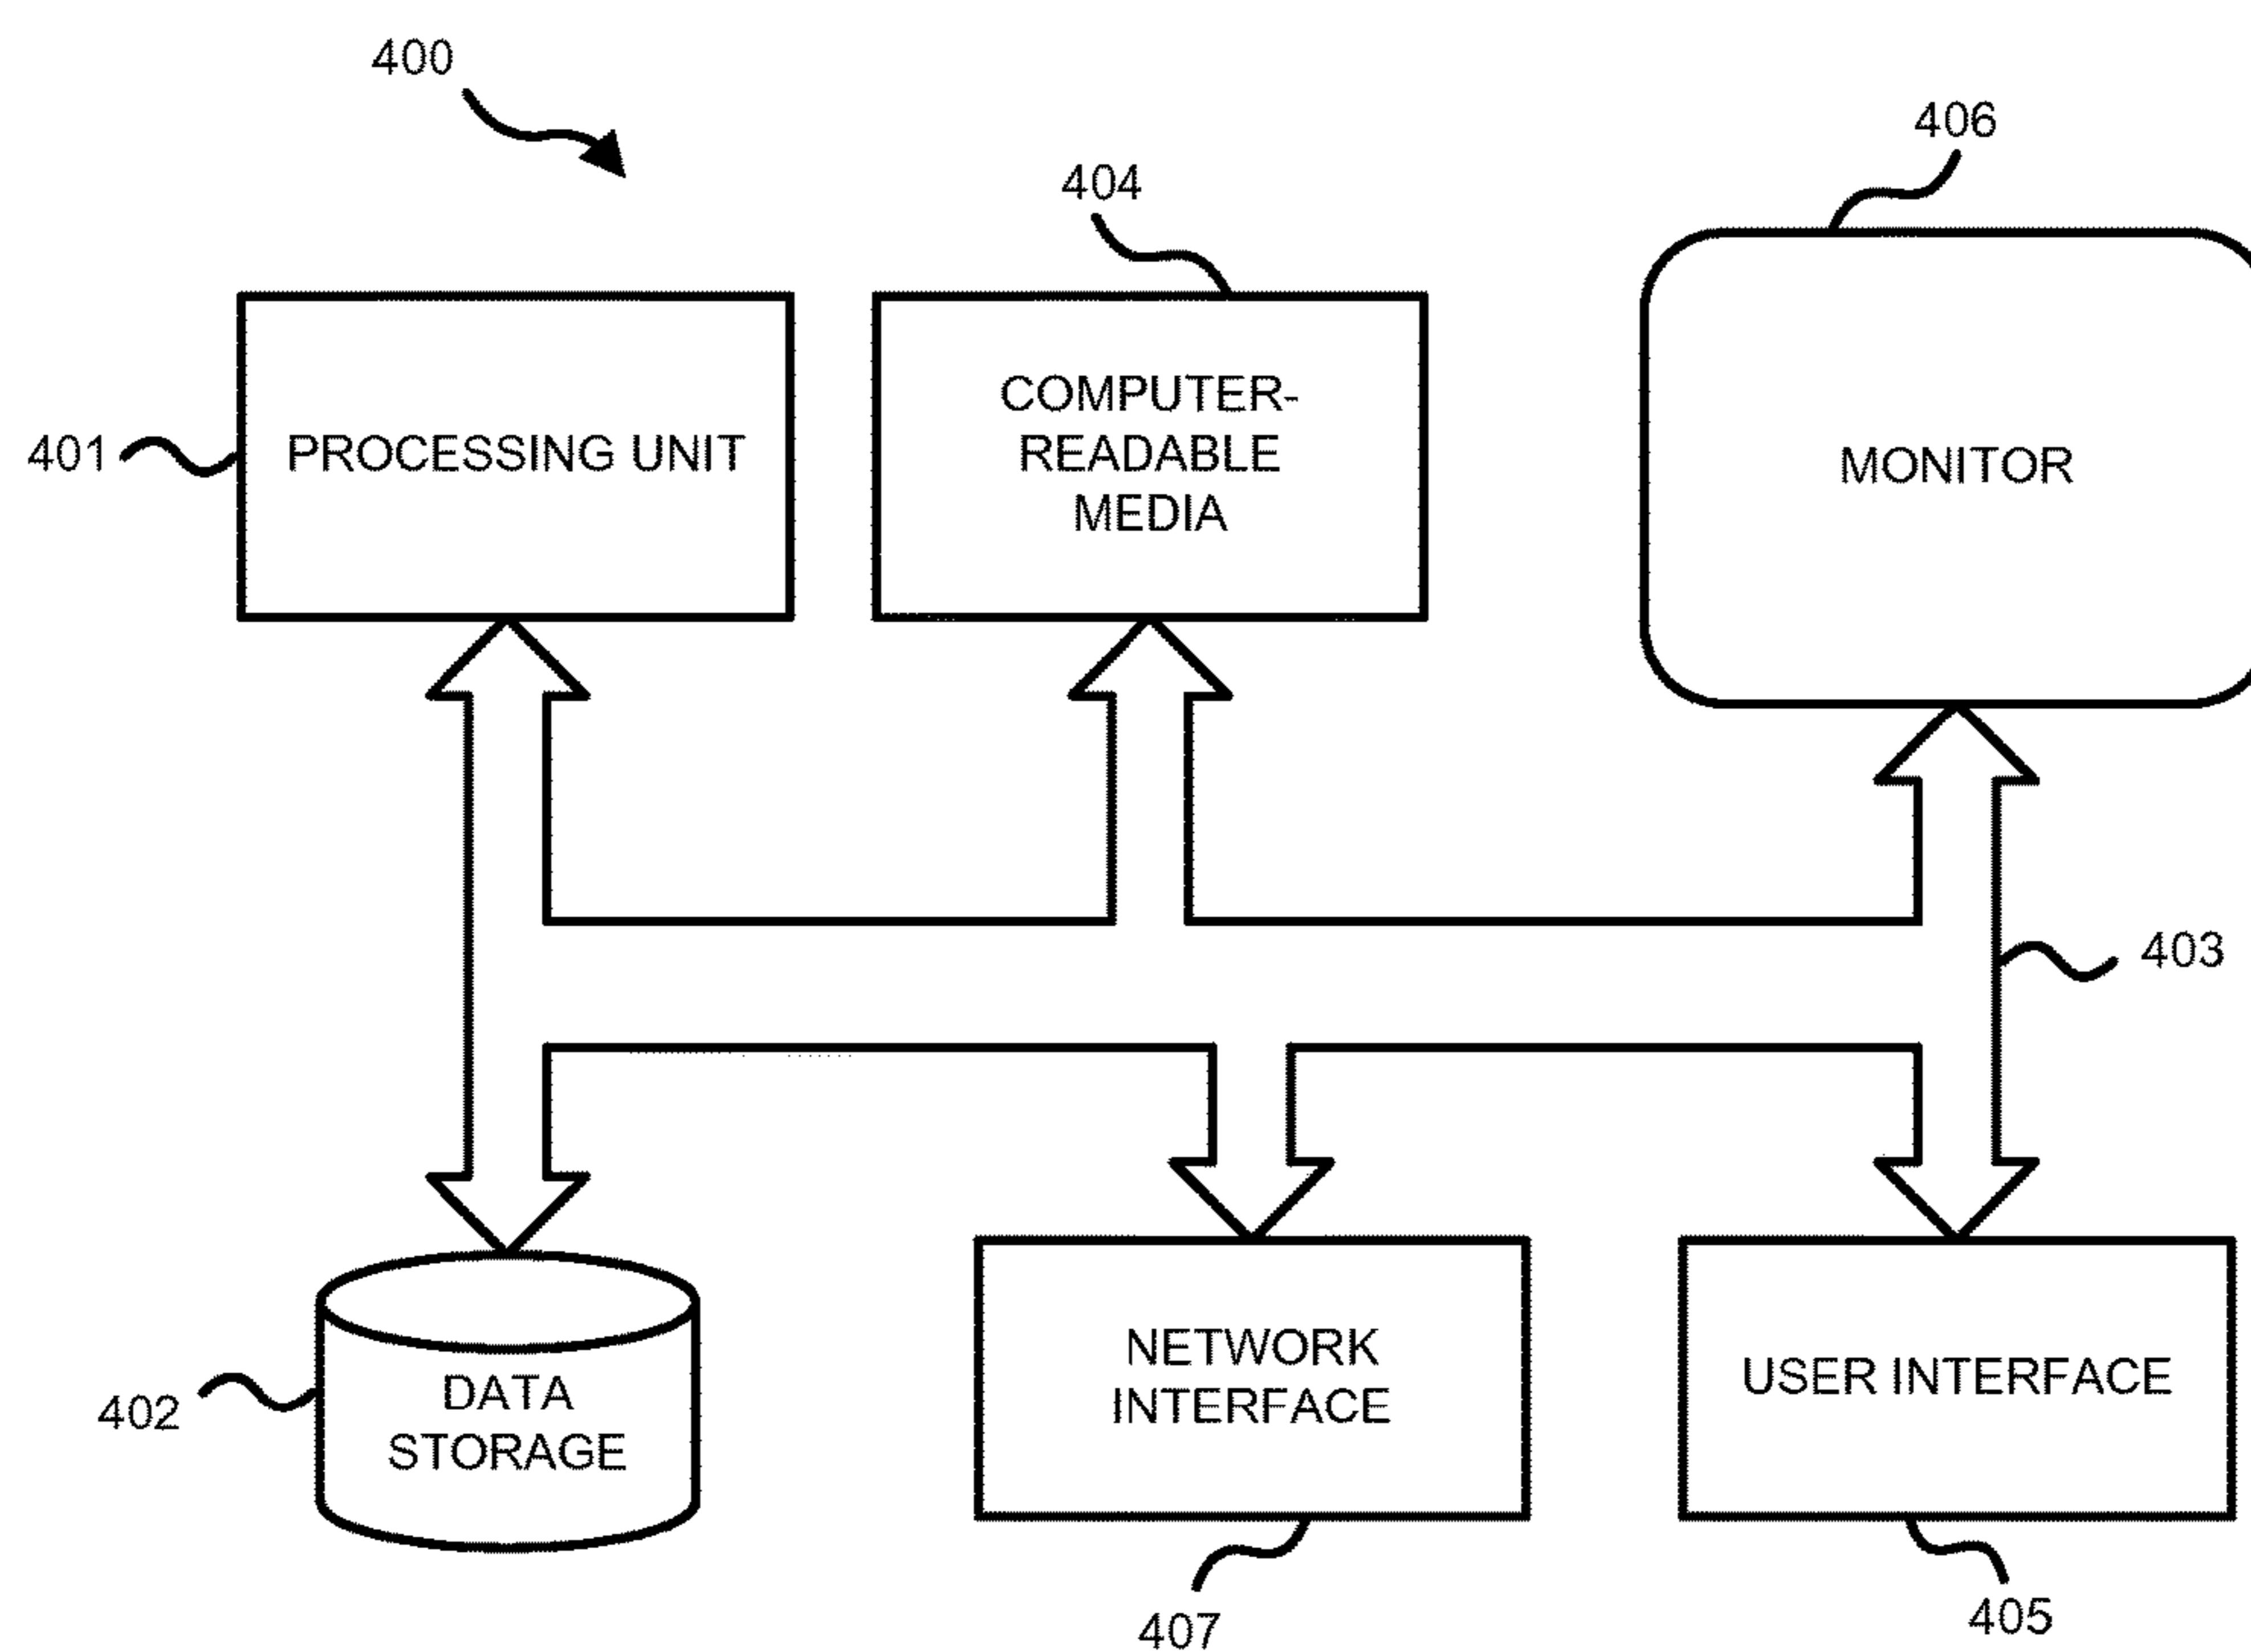 400
406
404
COMPUTER-
READABLE
MEDIA
401
PROCESSING UNIT
MONITOR
403
NETWORK
INTERFACE
USER INTERFACE
402
DATA
STORAGE
407
405